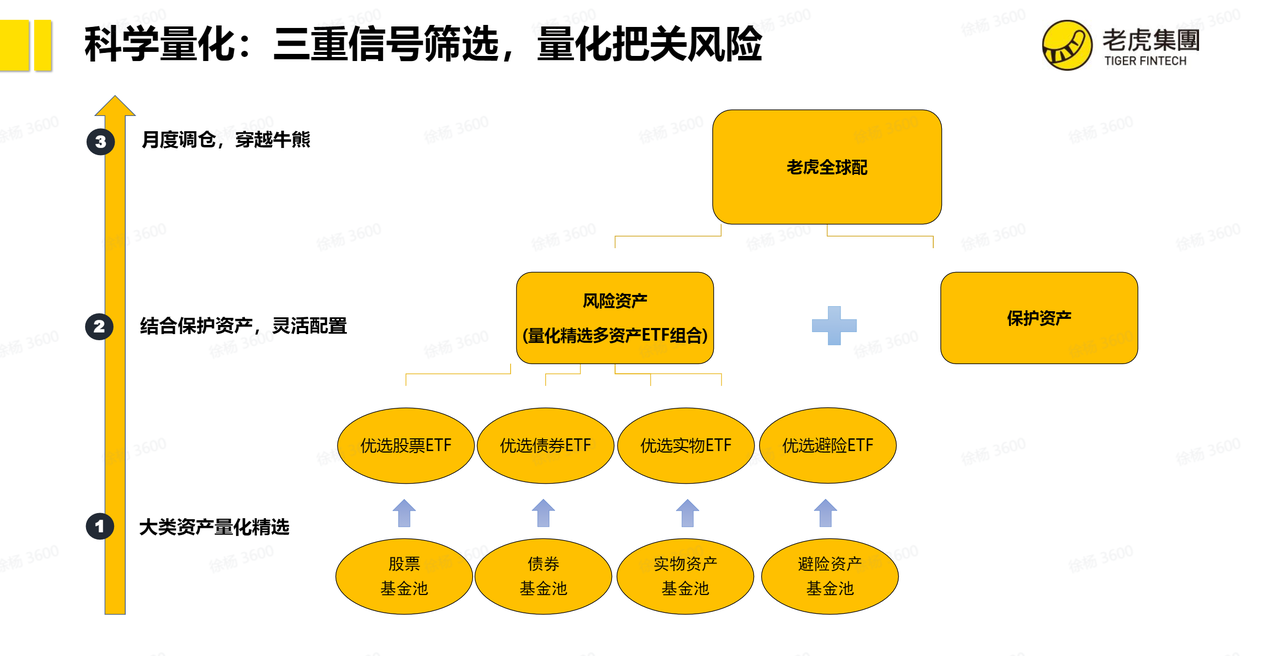 科学量化：三重信号筛选，量化把关风险
老虎集團
TIGER FINTECH
3
月度调仓，穿越牛熊
老虎全球配
2
结合保护资产，灵活配置
风险资产
(量化精选多资产ETF组合)
保护资产
优选股票ETF
优选债券ETF
优选实物ETF
优选避险ETF
1
大类资产量化精选
股票
基金池
债券
基金池
实物资产
基金池
避险资产
基金池
徐杨 3600